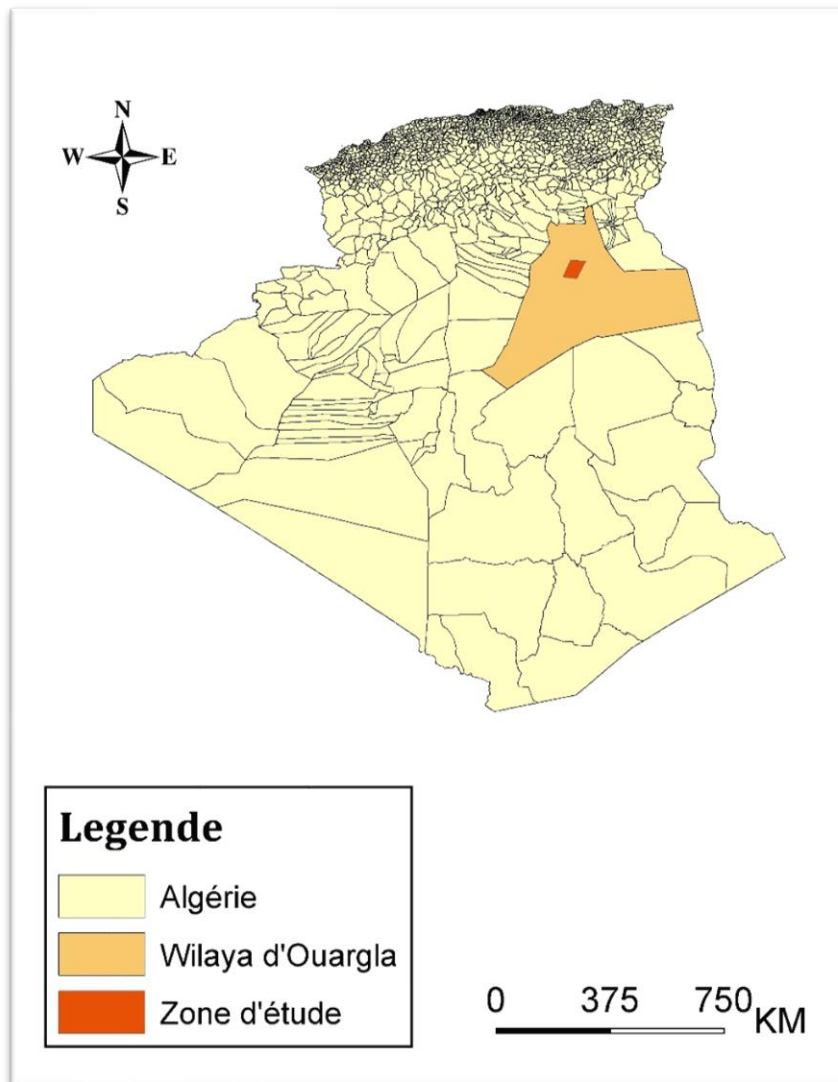 N
W E
S
Legende
Algérie
Wilaya d'Ouargla
Zone d'étude
0 375 750 KM